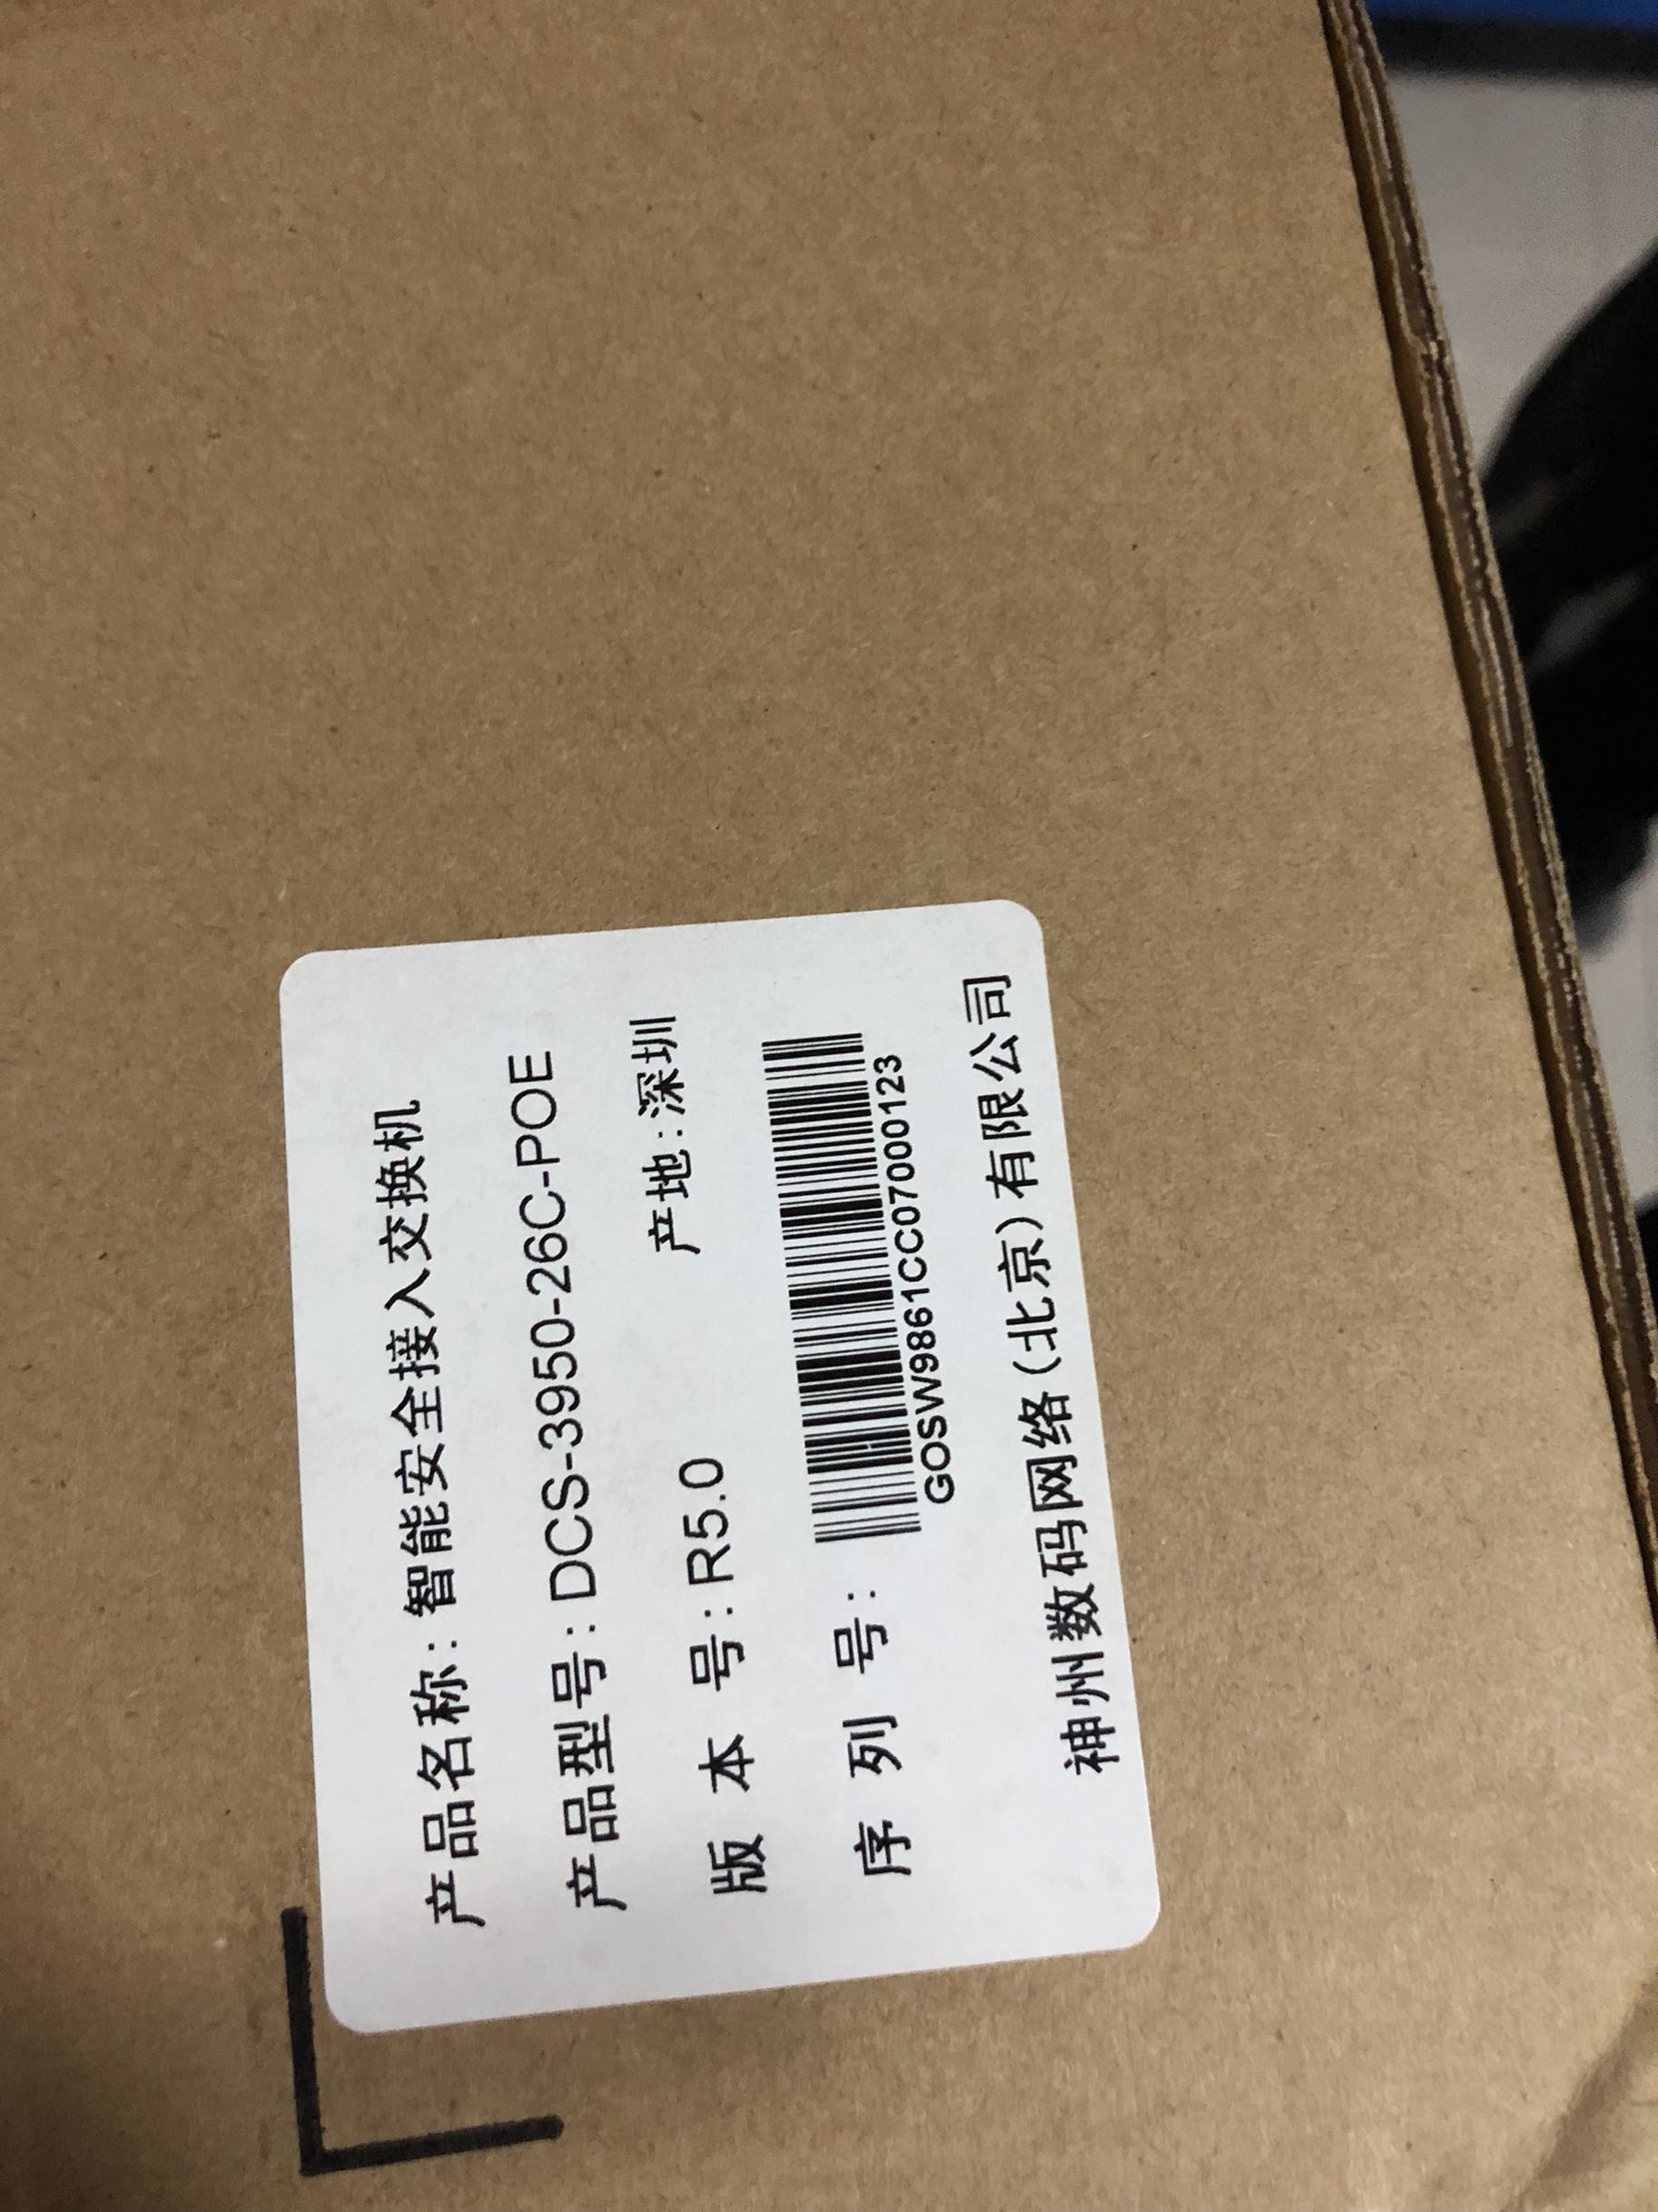 产品名称：智能安全接入交换机
产品型号：DCS-3950-26C-POE
版 本 号：R5.0 产地：深圳
序 列 号：
GOSW9861CC07000123
神州数码网络(北京)有限公司